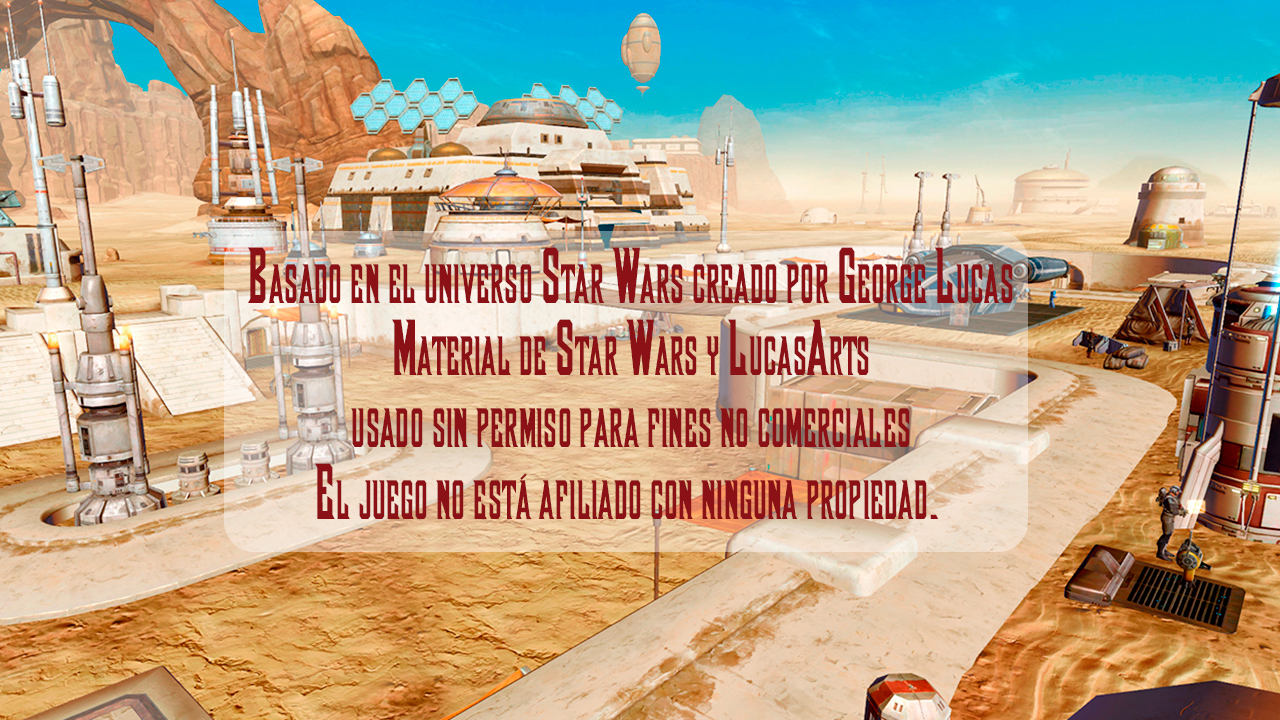 Basado en el universo Star Wars creado por George Lucas
Material de Star Wars y LucasArts
usado sin permiso para fines no comerciales
El juego no está afiliado con ninguna propiedad.